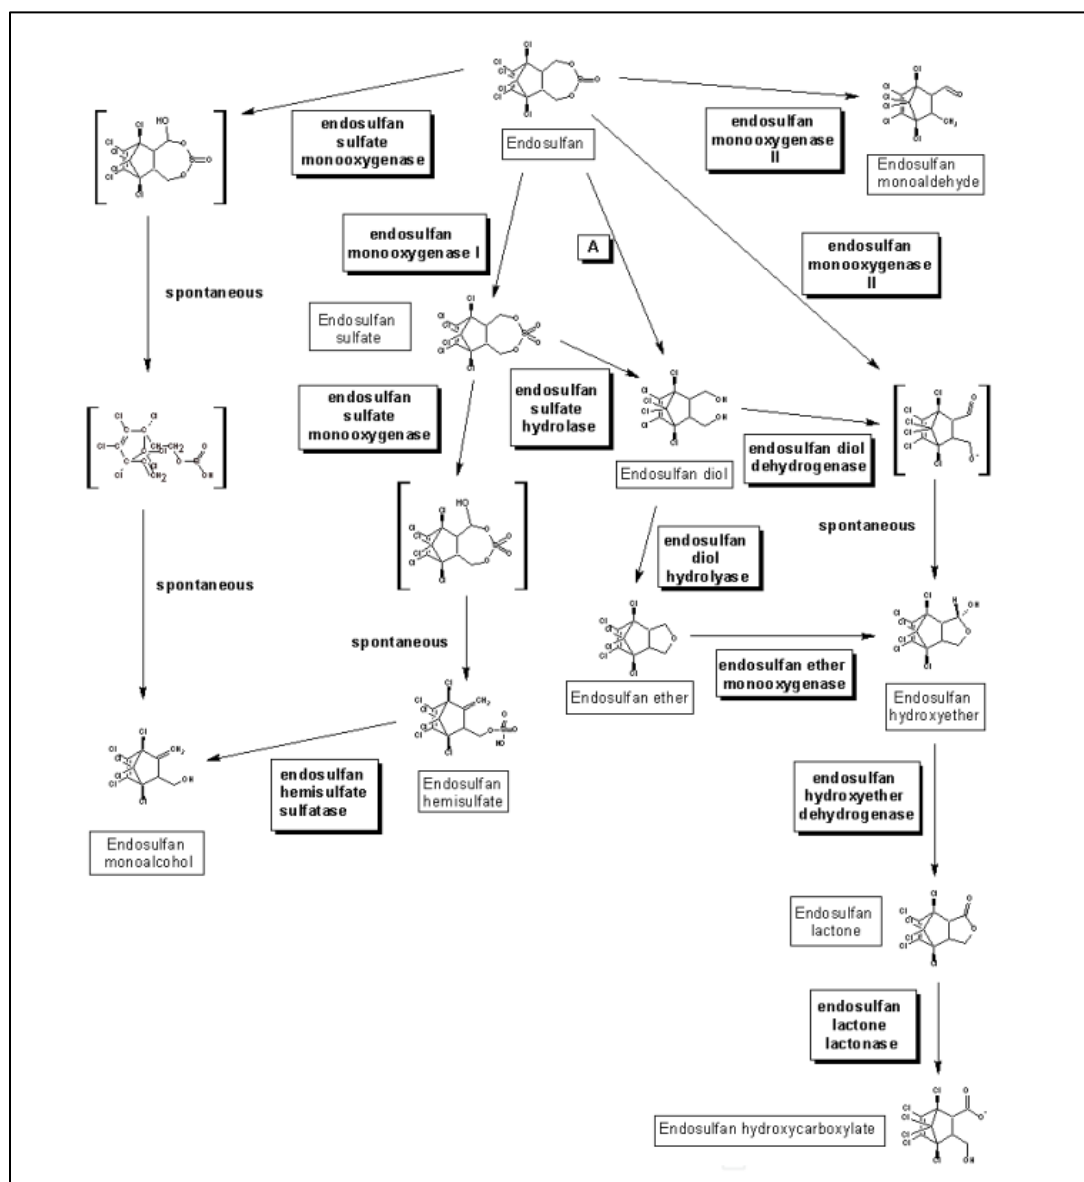 Endosulfan
endosulfan
sulfate
monooxygenase
endosulfan
monooxygenase
II
Endosulfan
monoaldehyde
endosulfan
monooxygenase I
A
endosulfan
monooxygenase
II
spontaneous
Endosulfan
sulfate
endosulfan
sulfate
monooxygenase
endosulfan
sulfate
hydrolase
Endosulfan diol
endosulfan diol
dehydrogenase
spontaneous
endosulfan
diol
hydrolyase
spontaneous
spontaneous
Endosulfan ether
endosulfan ether
monooxygenase
Endosulfan
hydroxyether
Endosulfan
hemisulfate
endosulfan
hemisulfate
sulfatase
Endosulfan
monoalcohol
endosulfan
hydroxyether
dehydrogenase
Endosulfan
lactone
endosulfan
lactone
lactonase
Endosulfan hydroxycarboxylate